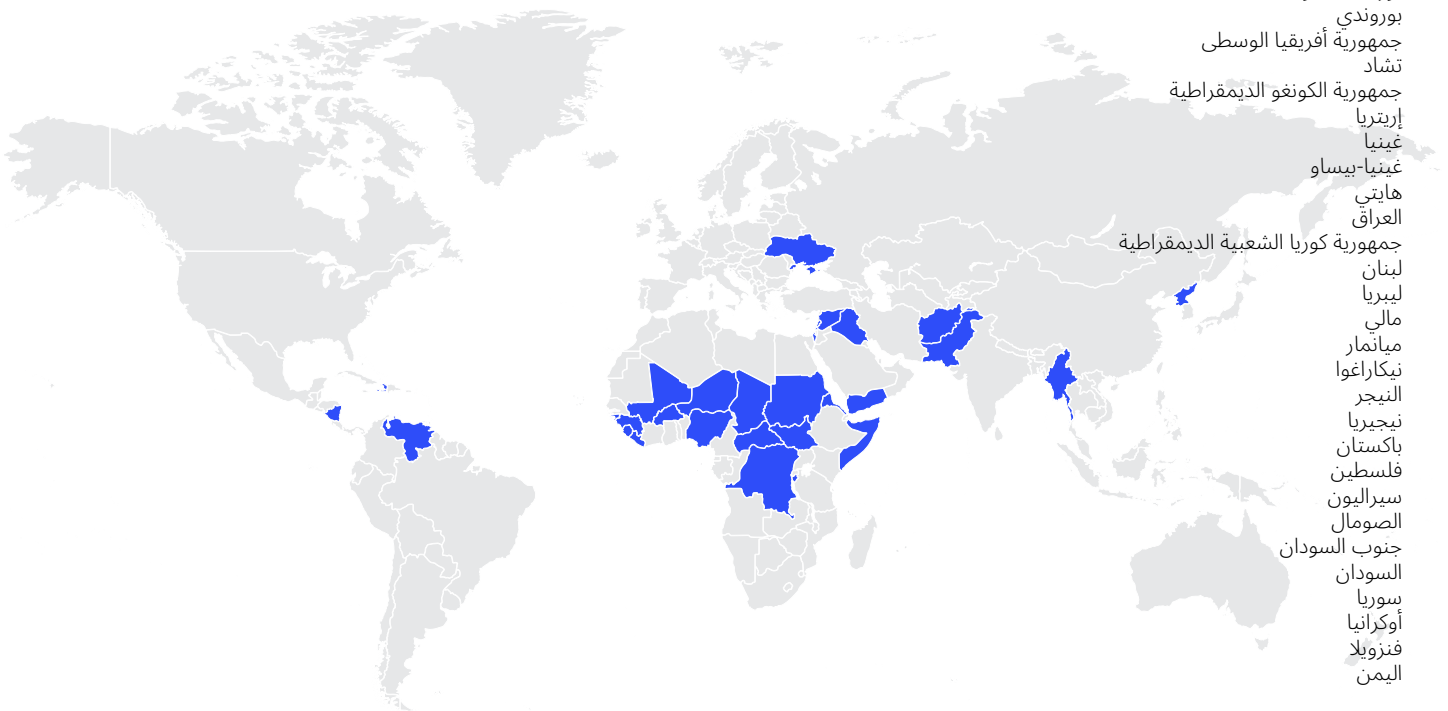 بوروندي
جمهورية أفريقيا الوسطى
تشاد
جمهورية الكونغو الديمقراطية
إريتريا
غينيا
غينيا-بيساو
هايتي
العراق
جمهورية كوريا الشعبية الديمقراطية
لبنان
ليبريا
مالي
ميانمار
نيكاراغوا
النيجر
نيجيريا
باكستان
فلسطين
سيراليون
الصومال
جنوب السودان
السودان
سوريا
أوكرانيا
فنزويلا
اليمن